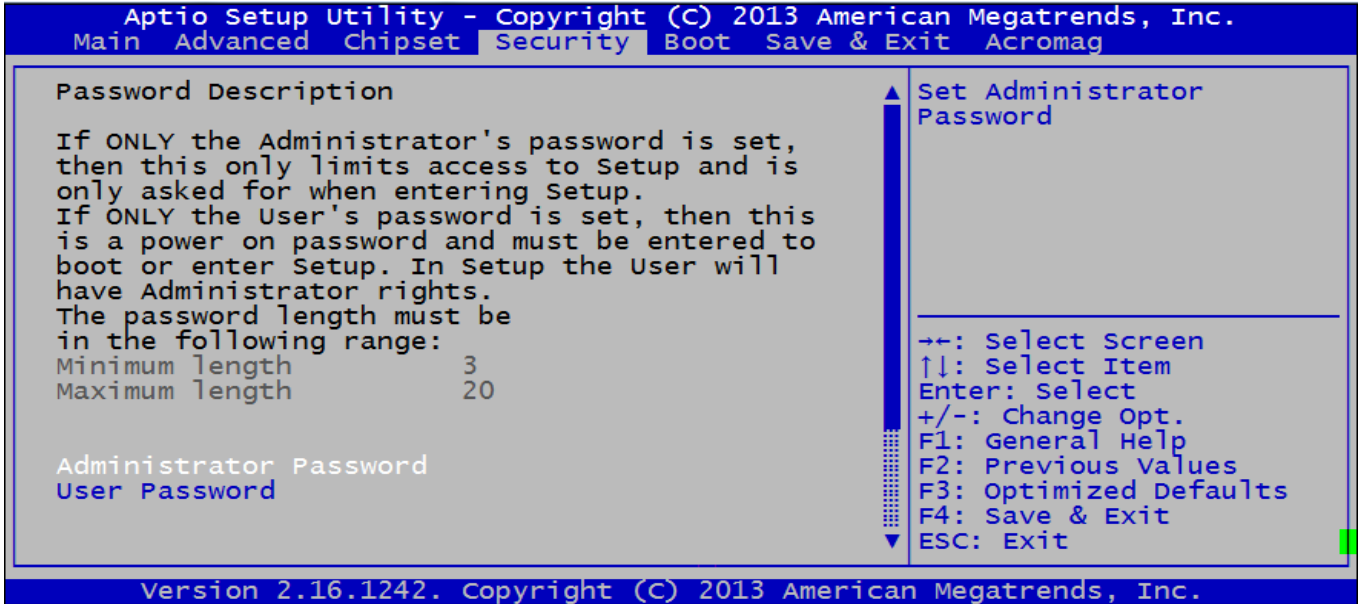 Aptio Setup Utility - Copyright (C) 2013 American Megatrends, Inc.
Main Advanced Chipset Security Boot Save & Exit Acromag
Password Description
If ONLY the Administrator's password is set,
then this only limits access to Setup and is
only asked for when entering Setup.
If ONLY the User's password is set, then this
is a power on password and must be entered to
boot or enter Setup. In Setup the User will
have Administrator rights.
The password length must be
in the following range:
Minimum length 3
Maximum length 20
Administrator Password
User Password
Set Administrator
Password
→←: Select Screen
↑↓: Select Item
Enter: Select
+/-: Change Opt.
F1: General Help
F2: Previous Values
F3: Optimized Defaults
F4: Save & Exit
ESC: Exit
Version 2.16.1242. Copyright (C) 2013 American Megatrends, Inc.